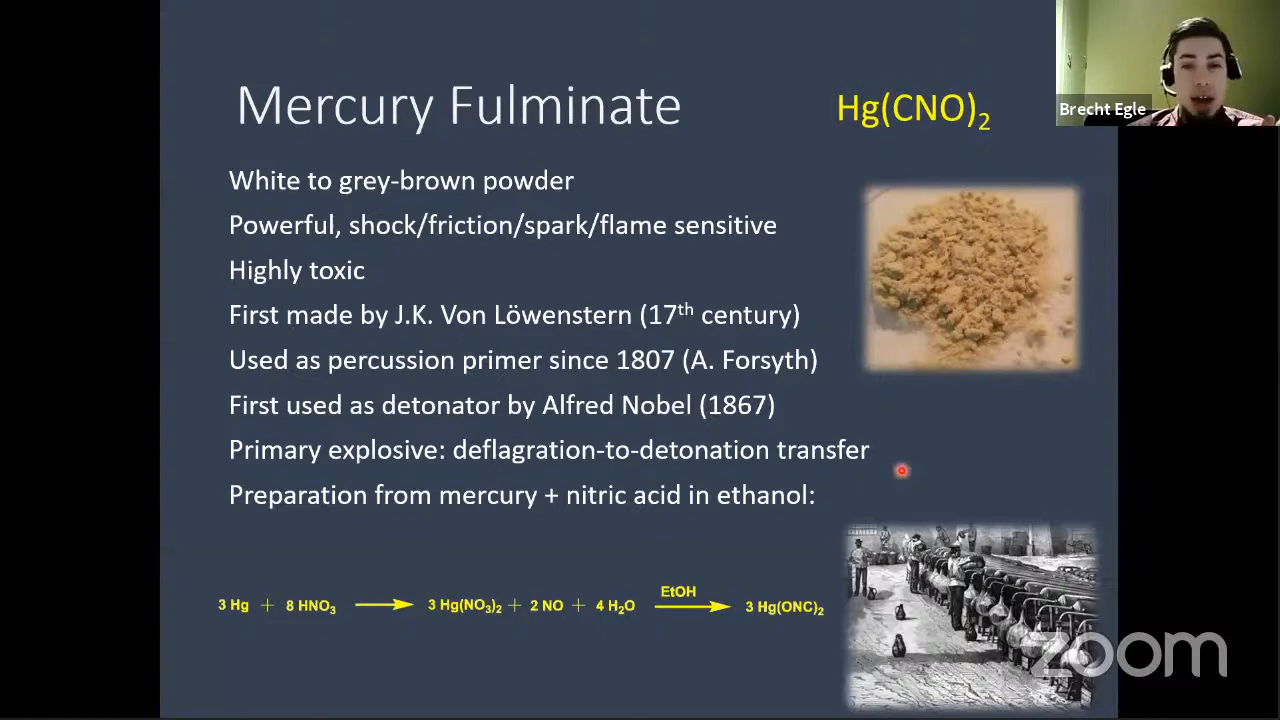 Mercury Fulminate
Hg(CNO)₂
Brecht Egle
White to grey-brown powder
Powerful, shock/friction/spark/flame sensitive
Highly toxic
First made by J.K. Von Löwenstern (17th century)
Used as percussion primer since 1807 (A. Forsyth)
First used as detonator by Alfred Nobel (1867)
Primary explosive: deflagration-to-detonation transfer
Preparation from mercury + nitric acid in ethanol:
EtOH
3 Hg + 8 HNO₃ → 3 Hg(NO₃)₂ + 2 NO + 4 H₂O → 3 Hg(ONC)₂
zoom